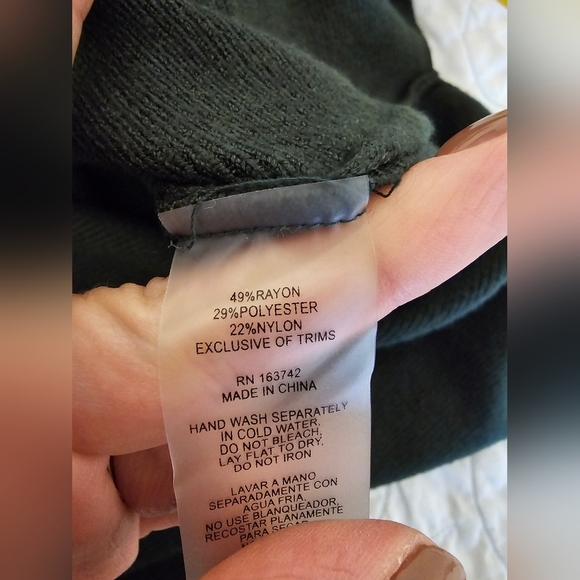 49%RAYON
29%POLYESTER
22%NYLON
EXCLUSIVE OF TRIMS
RN 163742
MADE IN CHINA
HAND WASH SEPARATELY
IN COLD WATER.
DO NOT BLEACH.
LAY FLAT TO DRY.
DO NOT IRON
LAVAR A MANO
SEPARADAMENTE CON
AGUA FRIA.
NO USE BLANQUEADOR.
RECOSTAR PLANAMENTE
PARA SECAR